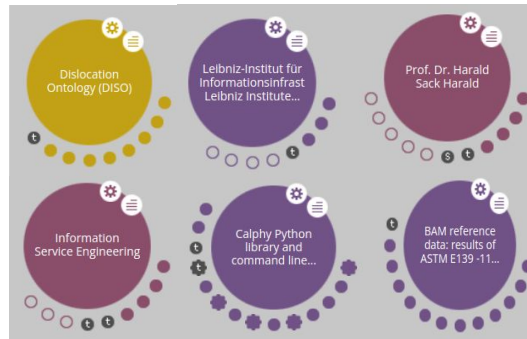 Dislocation
Ontology (DISO)
t
Leibniz-Institut für
Informationsinfrast
Leibniz Institute...
t
Prof. Dr. Harald
Sack Harald
s t
Information
Service Engineering
t t
Calphy Python
library and
command line...
t
t
BAM reference
data: results of
ASTM E139 -11...
t